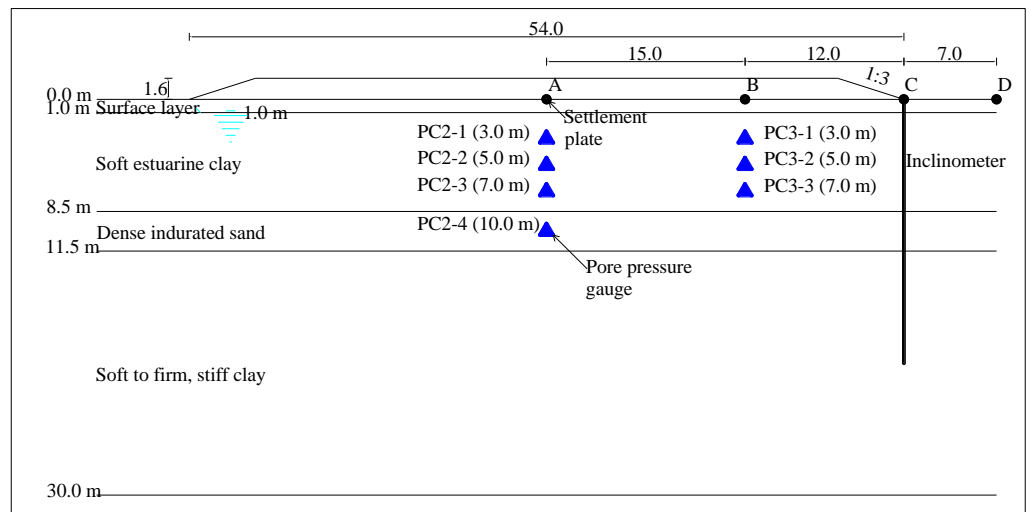 54.0
15.0
12.0
7.0
1.6
1:3
0.0 m
A
B
C
D
Surface layer
1.0 m
1.0 m
Settlement
plate
PC2-1 (3.0 m)
PC3-1 (3.0 m)
Soft estuarine clay
PC2-2 (5.0 m)
PC3-2 (5.0 m)
Inclinometer
PC2-3 (7.0 m)
PC3-3 (7.0 m)
8.5 m
PC2-4 (10.0 m)
Dense indurated sand
11.5 m
Pore pressure
gauge
Soft to firm, stiff clay
30.0 m